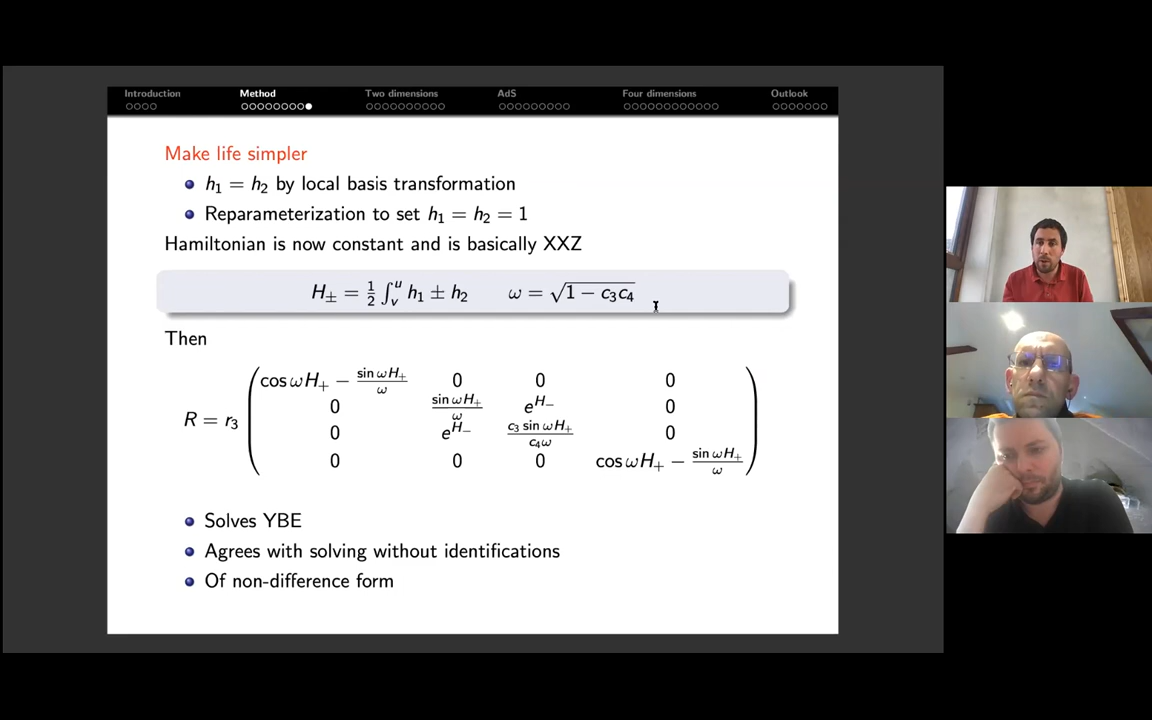 Introduction Method Two dimensions AdS Four dimensions Outlook
Make life simpler
h₁ = h₂ by local basis transformation
Reparameterization to set h₁ = h₂ = 1
Hamiltonian is now constant and is basically XXZ
H± = ½ ∫ᵥᵘ h₁ ± h₂ ω = √(1 − c₃c₄)
Then
R = r₃ ( cos ωH₊ − sin ωH₊/ω 0 0 0
0 sin ωH₊/ω e^H₋ 0
0 e^H₋ c₃ sin ωH₊/c₄ω 0
0 0 0 cos ωH₊ − sin ωH₊/ω )
Solves YBE
Agrees with solving without identifications
Of non-difference form